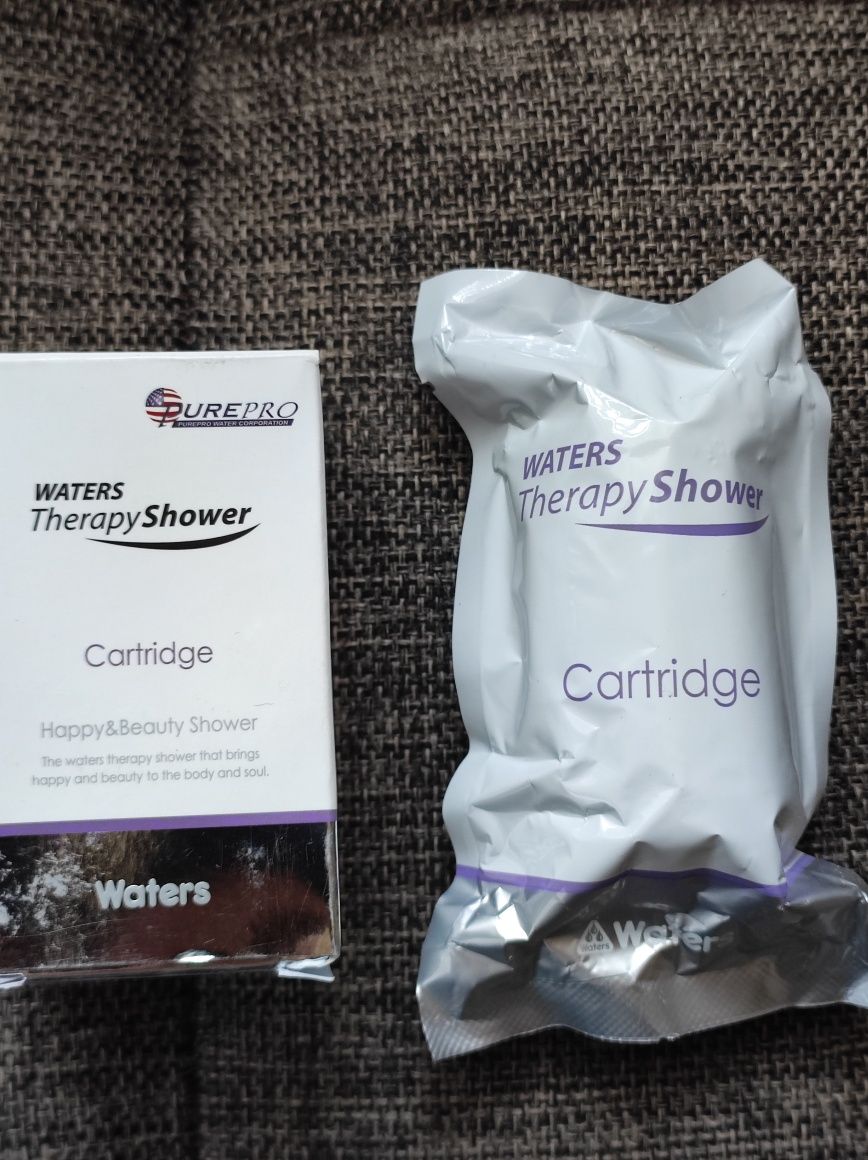 PUREPRO
PUREPRO WATER CORPORATION
WATERS
TherapyShower
Cartridge
Happy&Beauty Shower
The waters therapy shower that brings
happy and beauty to the body and soul.
Waters
WATERS
TherapyShower
Cartridge
Waters
Water